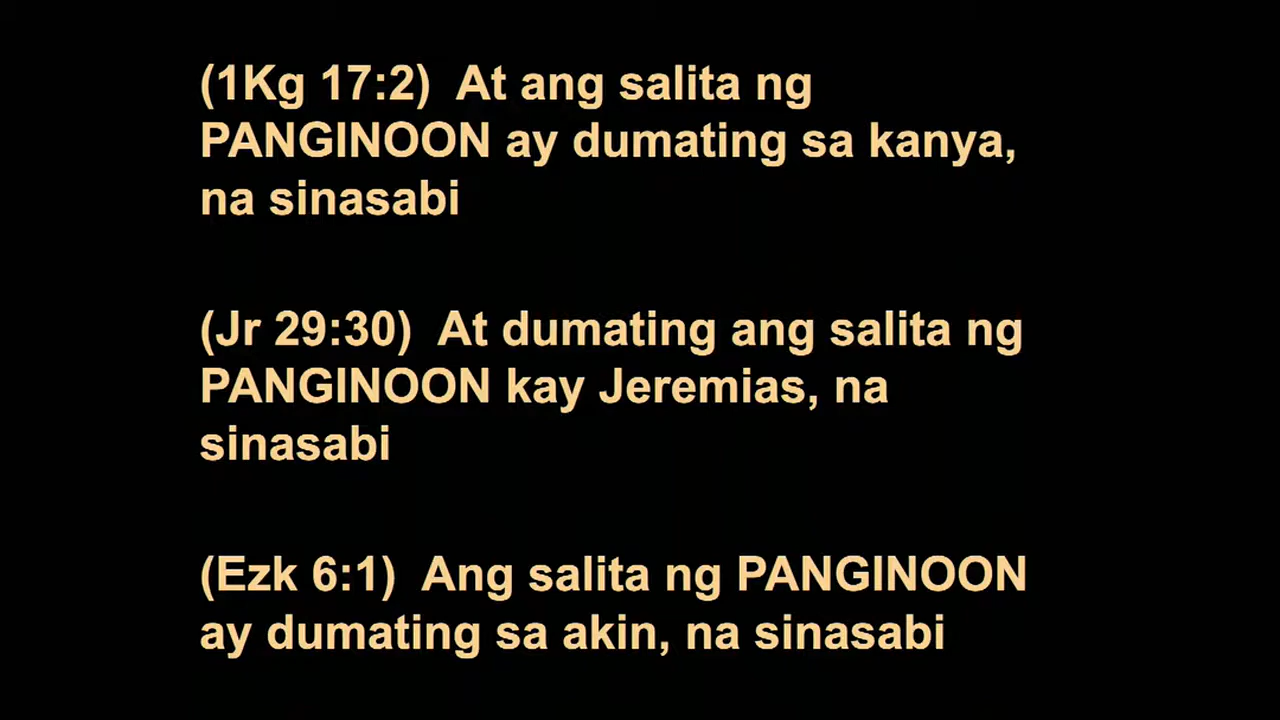 (1Kg 17:2)  At ang salita ng
PANGINOON ay dumating sa kanya,
na sinasabi
(Jr 29:30)  At dumating ang salita ng
PANGINOON kay Jeremias, na
sinasabi
(Ezk 6:1)  Ang salita ng PANGINOON
ay dumating sa akin, na sinasabi